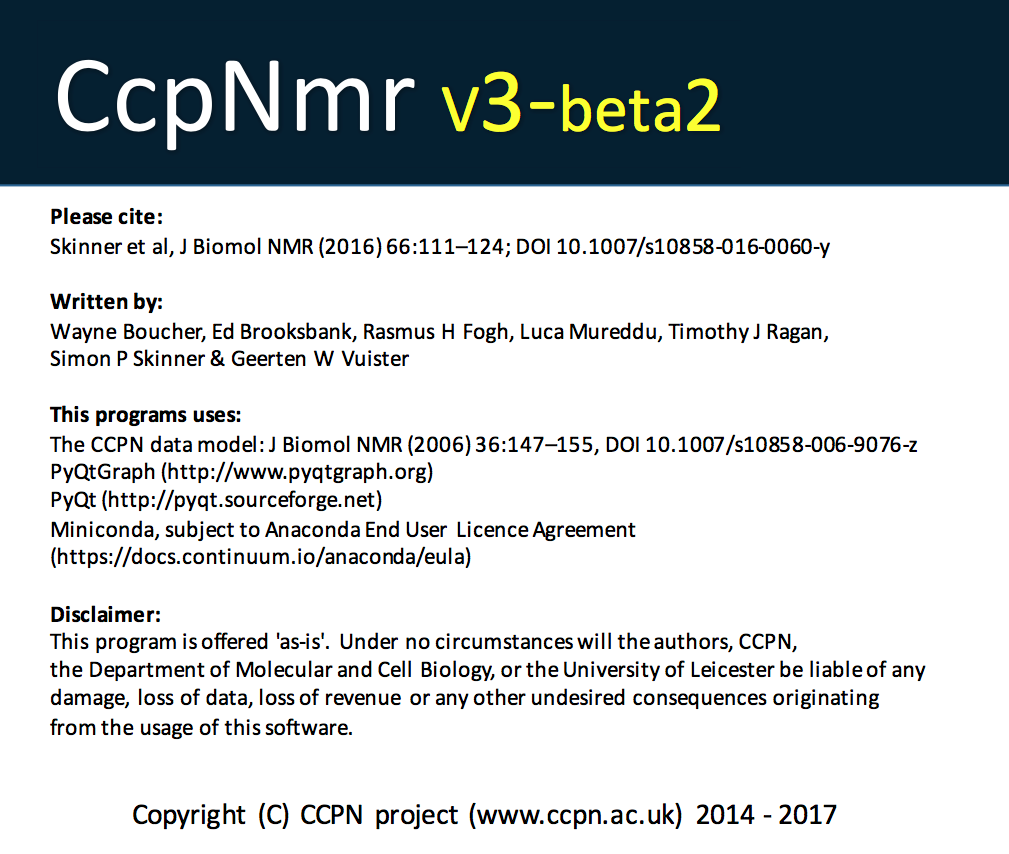 CcpNmr v3-beta2
Please cite:
Skinner et al, J Biomol NMR (2016) 66:111–124; DOI 10.1007/s10858-016-0060-y
Written by:
Wayne Boucher, Ed Brooksbank, Rasmus H Fogh, Luca Mureddu, Timothy J Ragan,
Simon P Skinner & Geerten W Vuister
This programs uses:
The CCPN data model: J Biomol NMR (2006) 36:147–155, DOI 10.1007/s10858-006-9076-z
PyQtGraph (http://www.pyqtgraph.org)
PyQt (http://pyqt.sourceforge.net)
Miniconda, subject to Anaconda End User Licence Agreement
(https://docs.continuum.io/anaconda/eula)
Disclaimer:
This program is offered 'as-is'. Under no circumstances will the authors, CCPN,
the Department of Molecular and Cell Biology, or the University of Leicester be liable of any
damage, loss of data, loss of revenue or any other undesired consequences originating
from the usage of this software.
Copyright (C) CCPN project (www.ccpn.ac.uk) 2014 - 2017